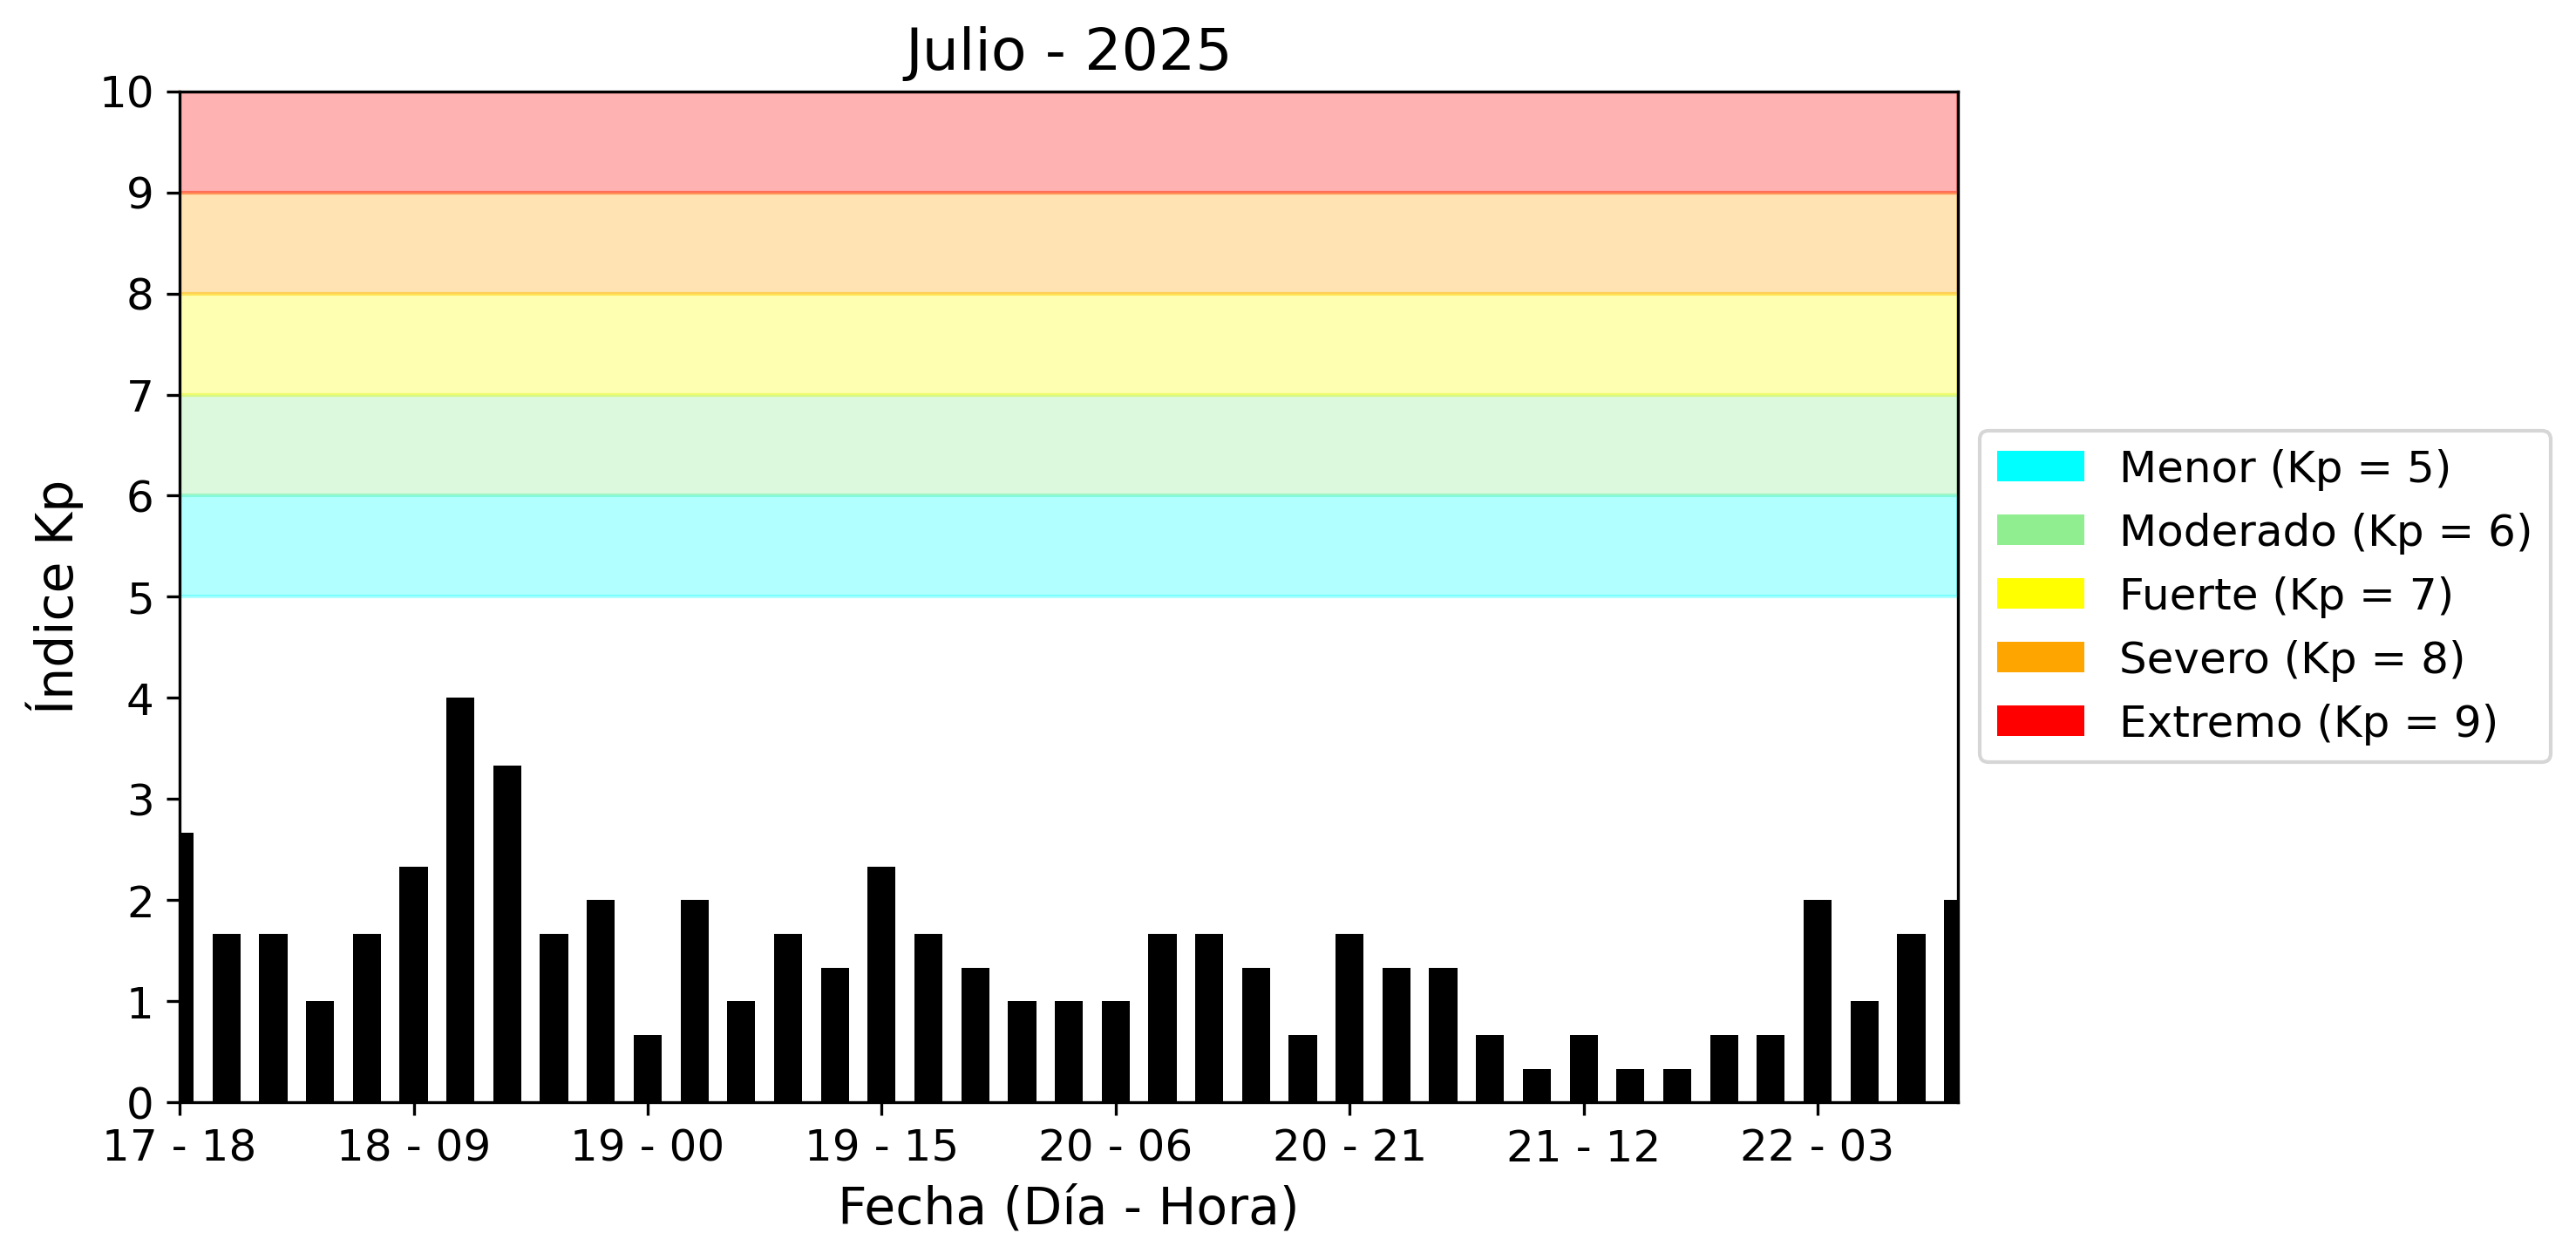 Julio - 2025
10
9
8
7
6
5
4
3
2
1
0
Índice Kp
17 - 18
18 - 09
19 - 00
19 - 15
20 - 06
20 - 21
21 - 12
22 - 03
Fecha (Día - Hora)
Menor (Kp = 5)
Moderado (Kp = 6)
Fuerte (Kp = 7)
Severo (Kp = 8)
Extremo (Kp = 9)